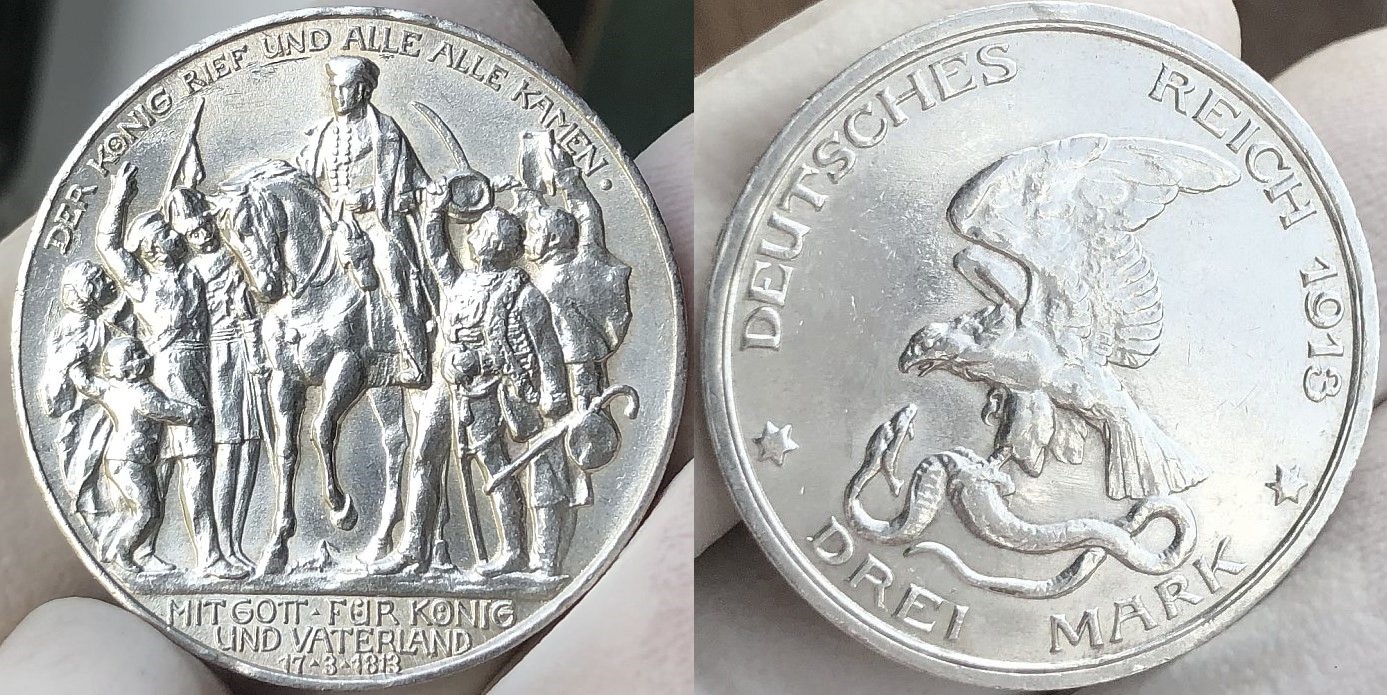 DER KÖNIG RIEF UND ALLE ALLE KAMEN·
MIT GOTT·FÜR KÖNIG
UND VATERLAND
17·3·1813
DEUTSCHES REICH 1913
DREI MARK